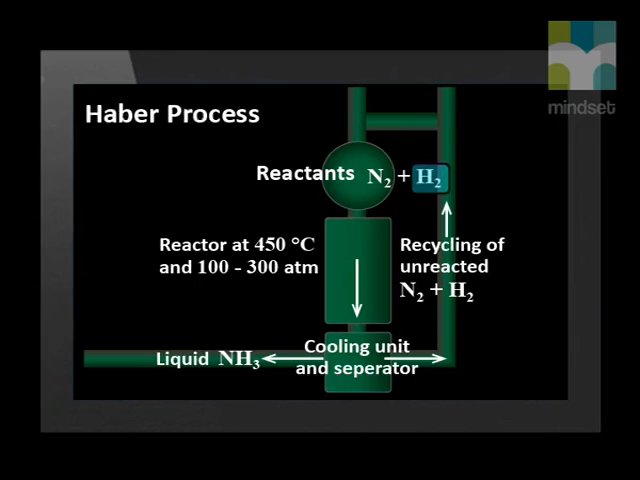 mindset
Haber Process
Reactants N₂ + H₂
Reactor at 450 °C
and 100 - 300 atm
Recycling of
unreacted
N₂ + H₂
Cooling unit
and seperator
Liquid NH₃